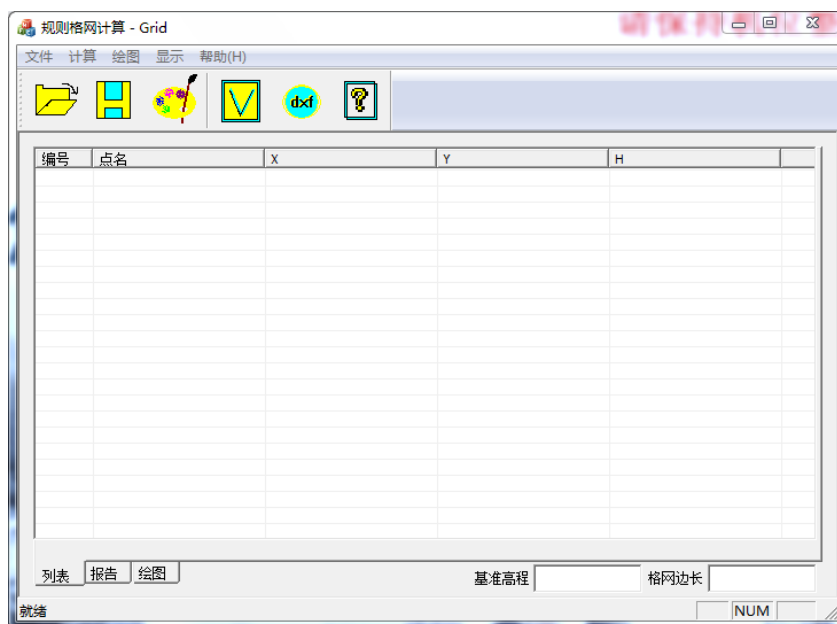 规则格网计算 - Grid
文件 计算 绘图 显示 帮助(H)
V dxf ?
编号 点名 X Y H
列表 报告 绘图 基准高程 格网边长
就绪 NUM